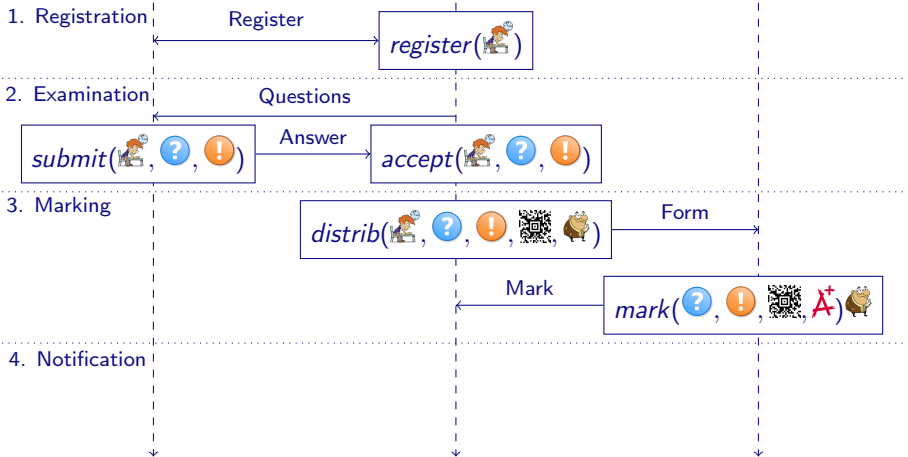 1. Registration
Register
register( )
2. Examination
Questions
submit( , ? , ! )
Answer
accept( , ? , ! )
3. Marking
distrib( , ? , ! , , )
Form
Mark
mark( ? , ! , , A+ )
4. Notification